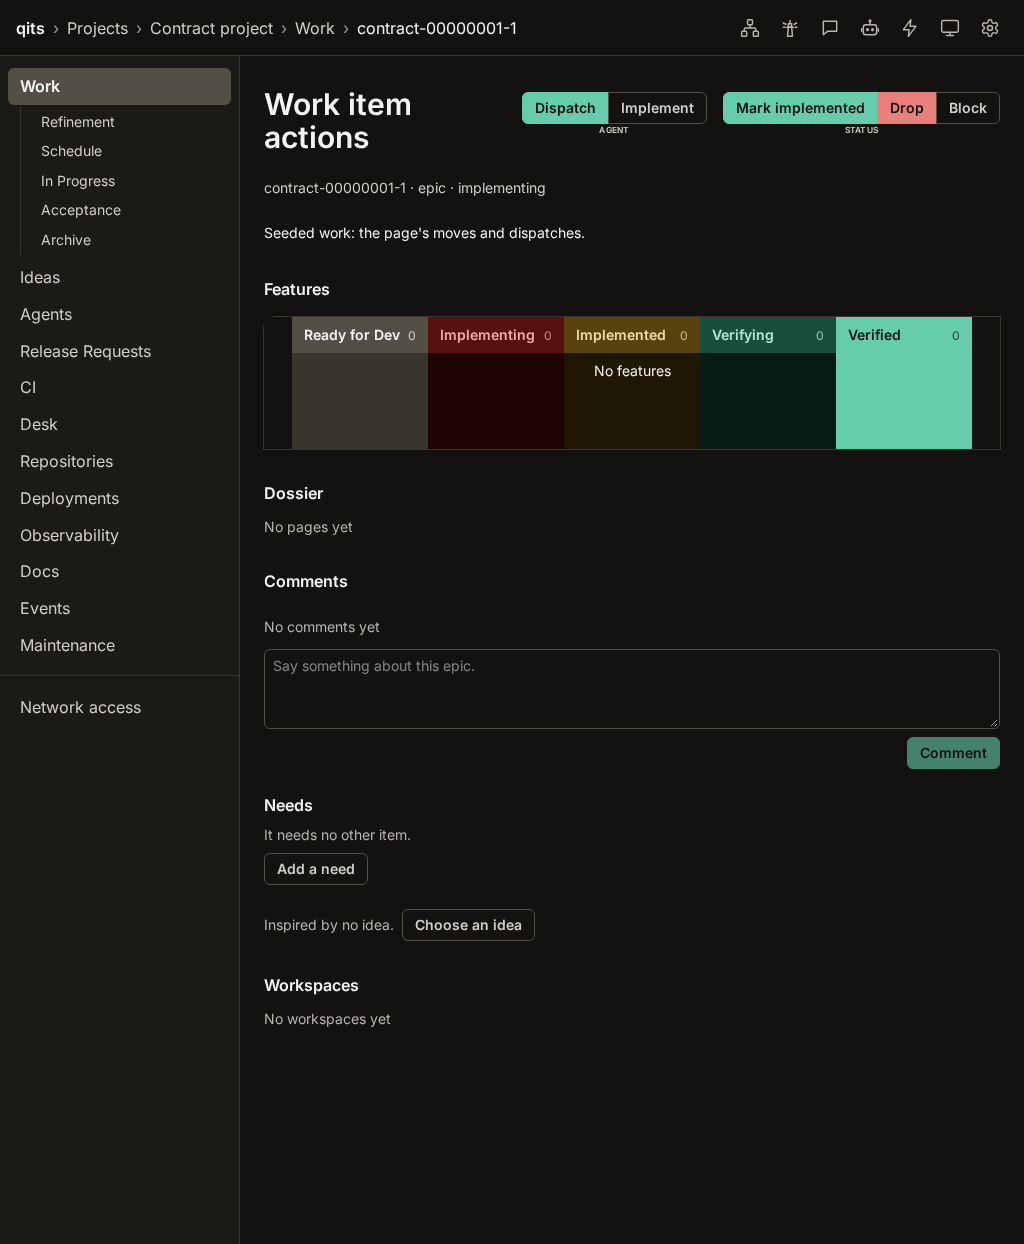 qits › Projects › Contract project › Work › contract-00000001-1
Work
Refinement
Schedule
In Progress
Acceptance
Archive
Ideas
Agents
Release Requests
CI
Desk
Repositories
Deployments
Observability
Docs
Events
Maintenance
Network access
Work item
actions
Dispatch Implement
AGENT
Mark implemented Drop Block
STATUS
contract-00000001-1 · epic · implementing
Seeded work: the page's moves and dispatches.
Features
Ready for Dev 0 Implementing 0 Implemented 0 Verifying 0 Verified 0
No features
Dossier
No pages yet
Comments
No comments yet
Say something about this epic.
Comment
Needs
It needs no other item.
Add a need
Inspired by no idea. Choose an idea
Workspaces
No workspaces yet